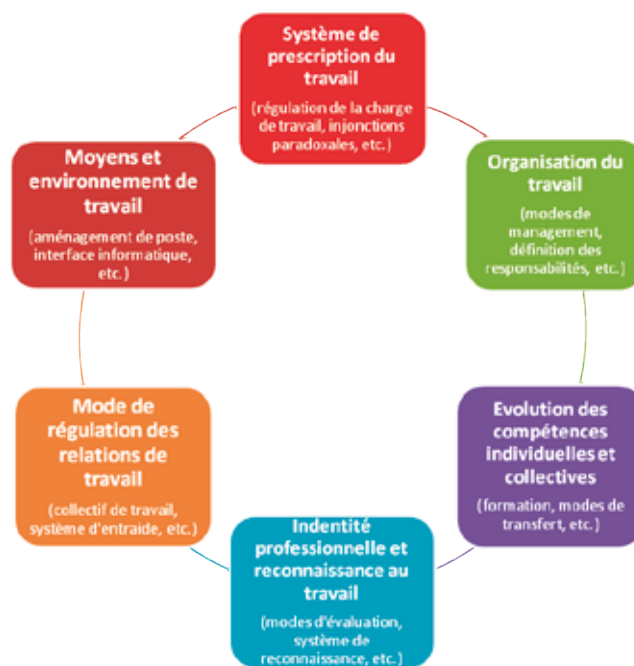 Système de
prescription du
travail
(régulation de la charge
de travail, injonctions
paradoxales, etc.)
Organisation du
travail
(modes de
management,
définition des
responsabilités, etc.)
Evolution des
compétences
individuelles et
collectives
(formation, modes de
transfert, etc.)
Indentité
professionnelle et
reconnaissance au
travail
(modes d'évaluation,
système de
reconnaissance, etc.)
Mode de
régulation des
relations de
travail
(collectif de travail,
système d'entraide, etc.)
Moyens et
environnement de
travail
(aménagement de poste,
interface informatique,
etc.)